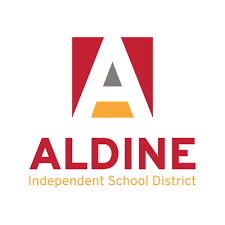 A
ALDINE
Independent School District